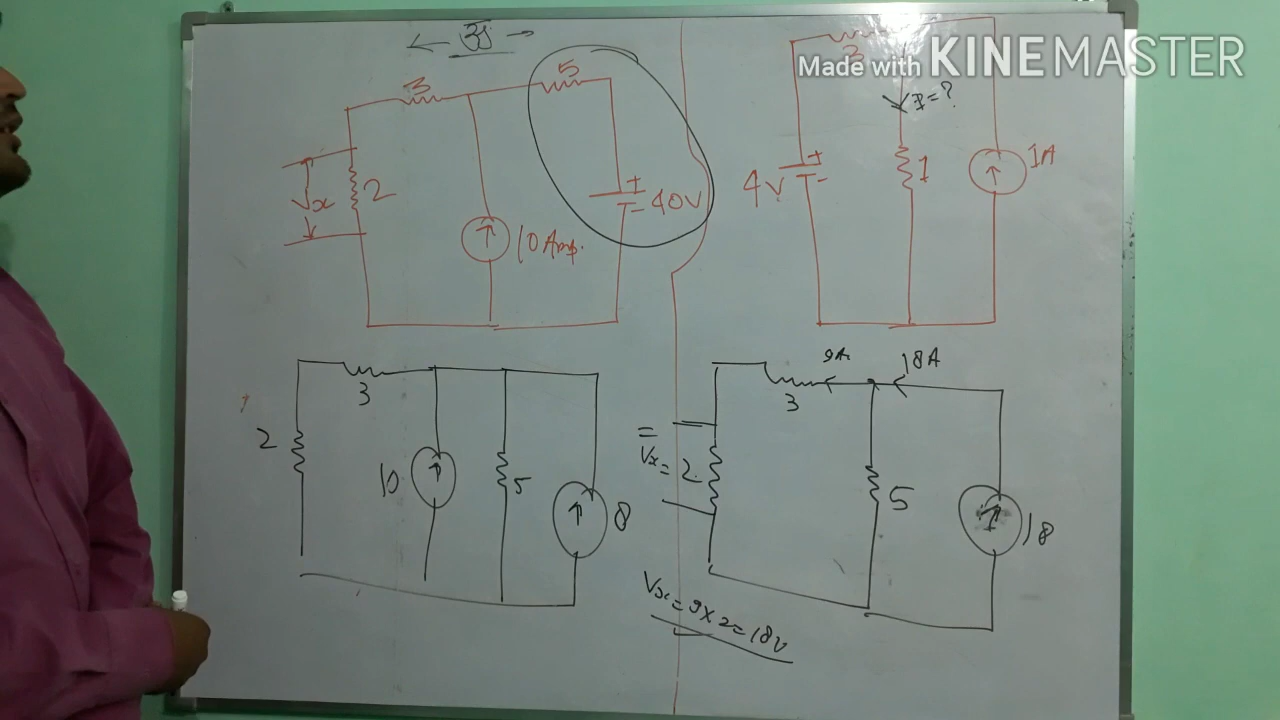 3
5
2
Vx
10 Amp.
+
-
40V
Made with KINEMASTER
3
I=?
4V
+
-
1
1A
3
2
10
5
8
9A
18A
3
=
Vx = 2
5
18
Vx = 9 x 2 = 18v